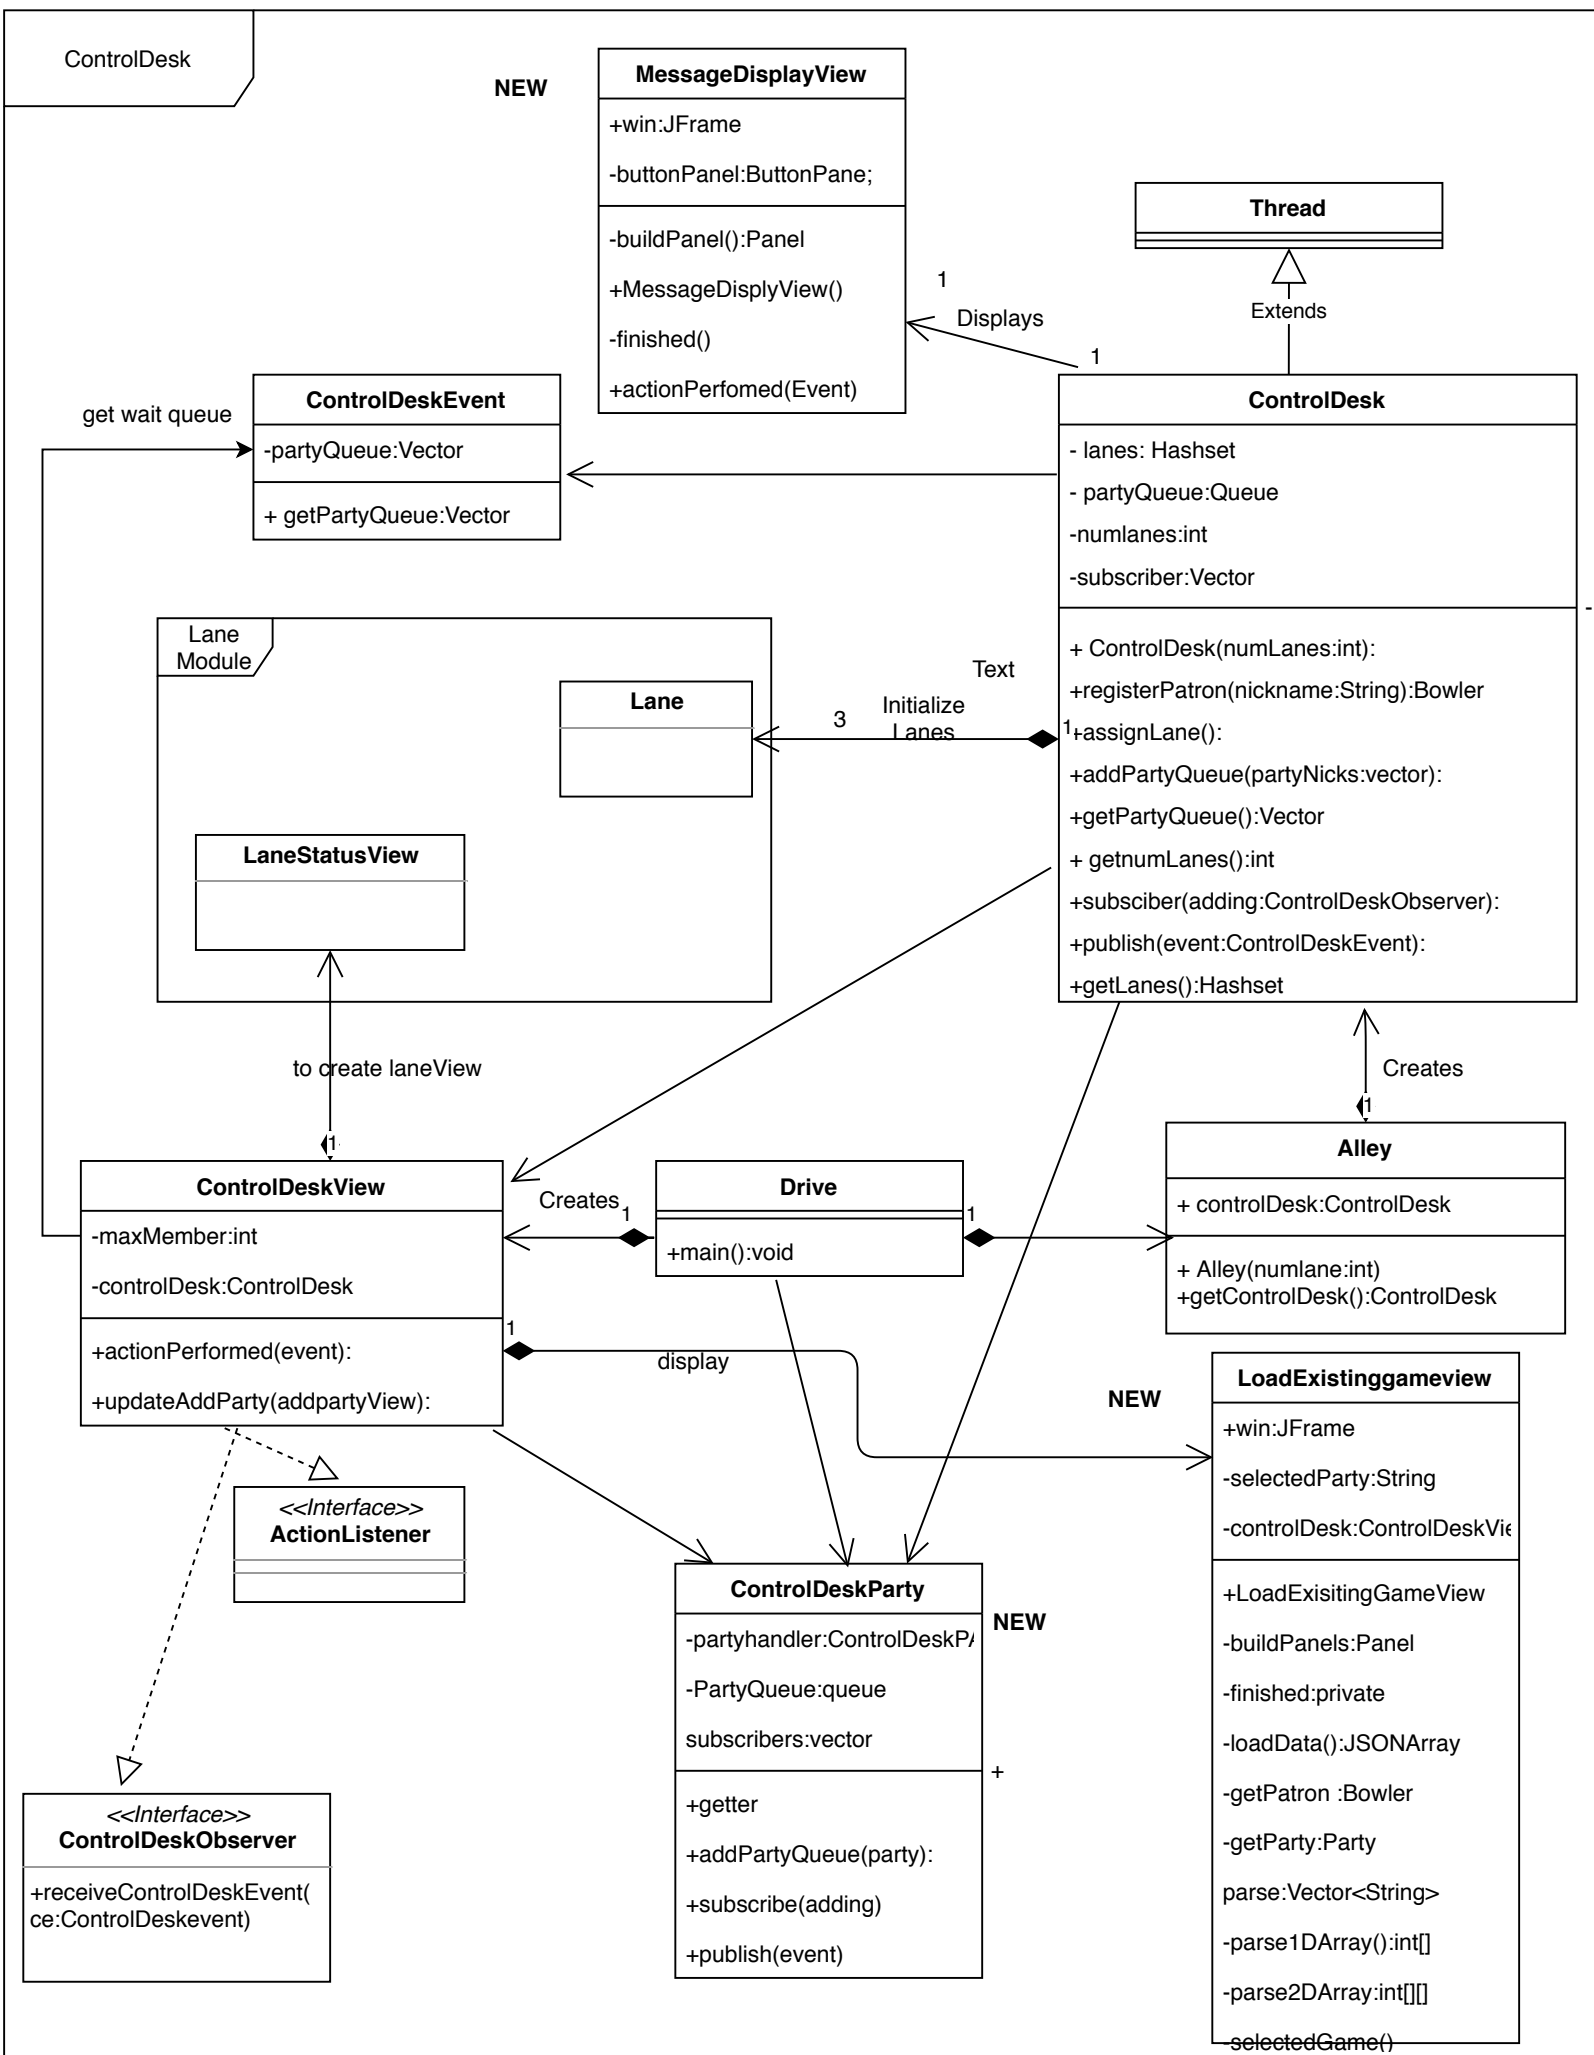 ControlDesk
NEW
MessageDisplayView
+win:JFrame
-buttonPanel:ButtonPane;
-buildPanel():Panel
+MessageDisplyView()
-finished()
+actionPerfomed(Event)
Thread
Extends
1
Displays
1
ControlDesk
- lanes: Hashset
- partyQueue:Queue
-numlanes:int
-subscriber:Vector
-
+ ControlDesk(numLanes:int):
+registerPatron(nickname:String):Bowler
+assignLane():
+addPartyQueue(partyNicks:vector):
+getPartyQueue():Vector
+ getnumLanes():int
+subsciber(adding:ControlDeskObserver):
+publish(event:ControlDeskEvent):
+getLanes():Hashset
get wait queue
ControlDeskEvent
-partyQueue:Vector
+ getPartyQueue:Vector
Lane
Module
Lane
Text
3
Initialize
Lanes
1
LaneStatusView
to create laneView
1
Creates
1
Alley
+ controlDesk:ControlDesk
+ Alley(numlane:int)
+getControlDesk():ControlDesk
ControlDeskView
-maxMember:int
-controlDesk:ControlDesk
+actionPerformed(event):
+updateAddParty(addpartyView):
Creates
1
Drive
+main():void
1
1
display
NEW
LoadExistinggameview
+win:JFrame
-selectedParty:String
-controlDesk:ControlDeskVie
+LoadExisitingGameView
-buildPanels:Panel
-finished:private
-loadData():JSONArray
-getPatron :Bowler
-getParty:Party
parse:Vector<String>
-parse1DArray():int[]
-parse2DArray:int[][]
-selectedGame()
<<Interface>>
ActionListener
ControlDeskParty
NEW
-partyhandler:ControlDeskPA
-PartyQueue:queue
subscribers:vector
+
+getter
+addPartyQueue(party):
+subscribe(adding)
+publish(event)
<<Interface>>
ControlDeskObserver
+receiveControlDeskEvent(
ce:ControlDeskevent)